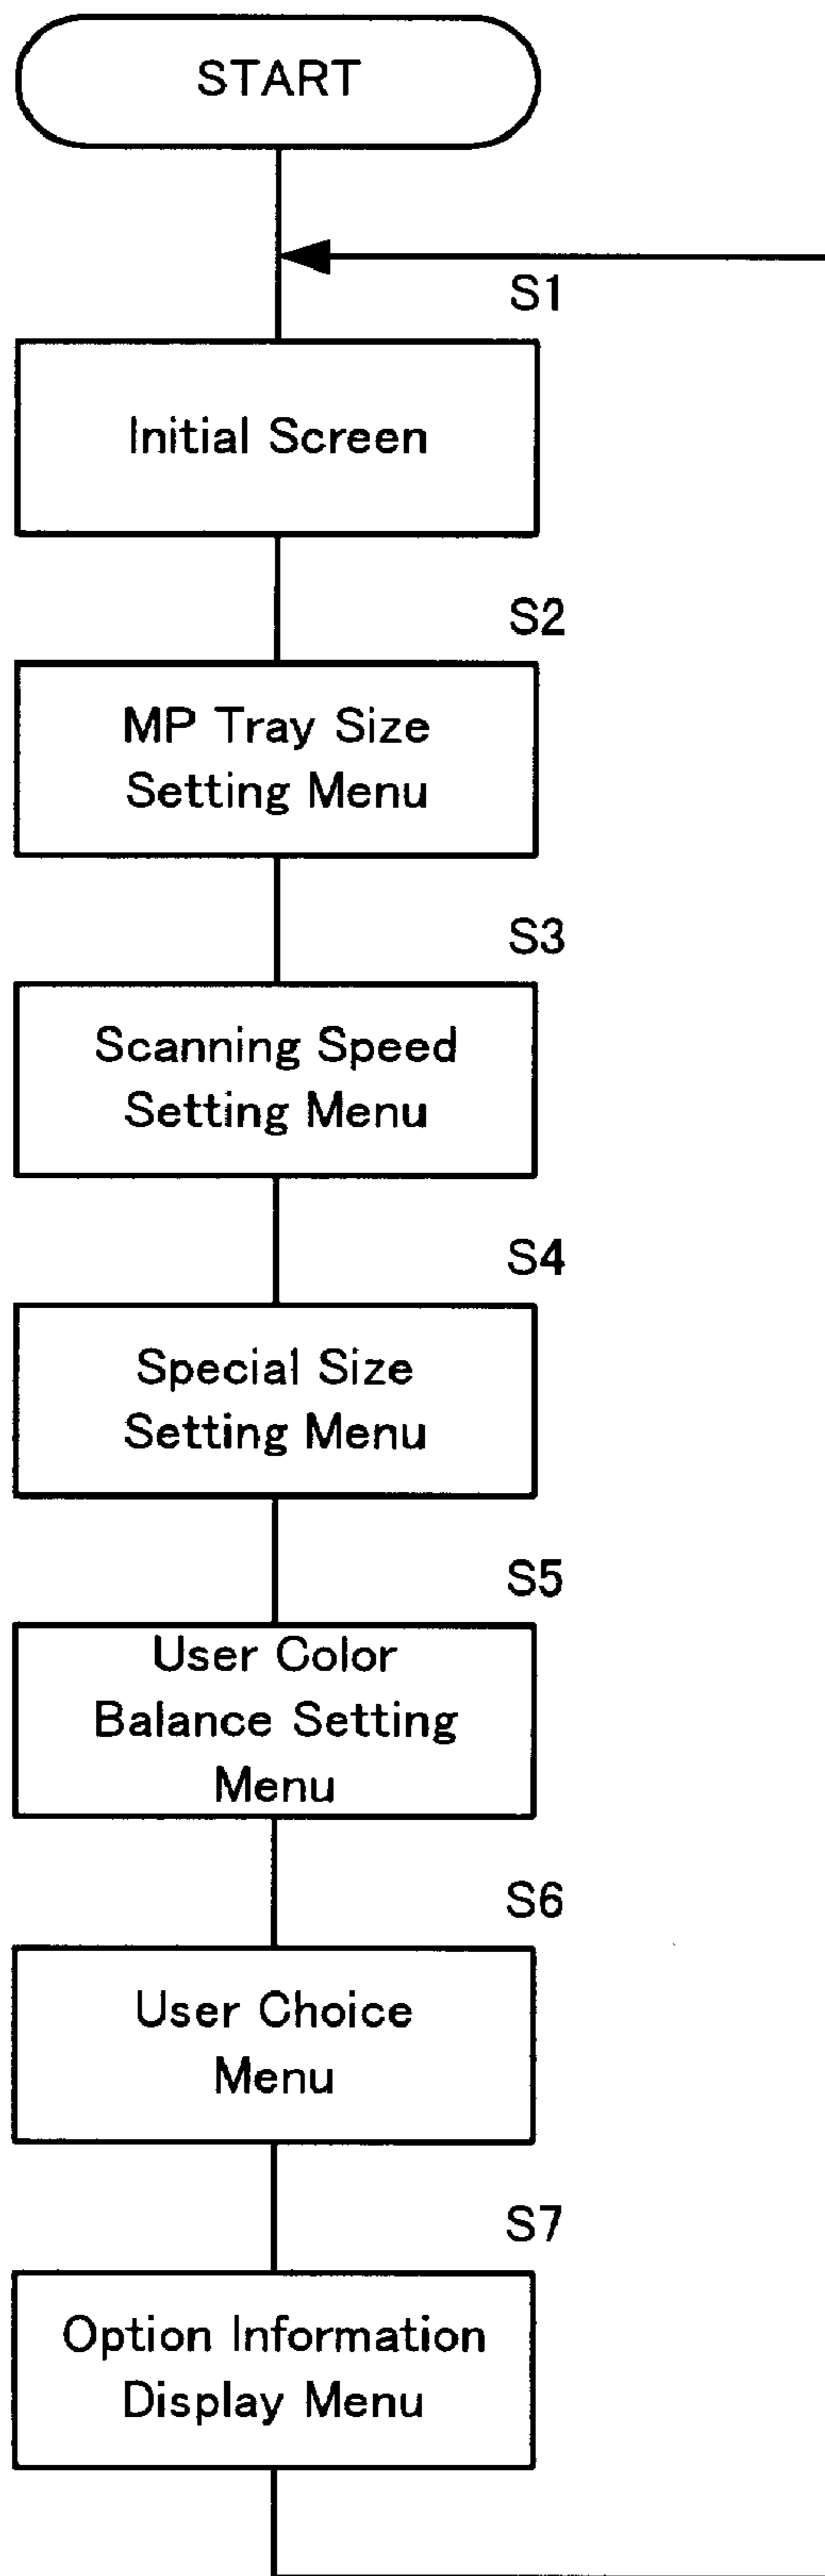 START
S1
Initial Screen
S2
MP Tray Size
Setting Menu
S3
Scanning Speed
Setting Menu
S4
Special Size
Setting Menu
S5
User Color
Balance Setting
Menu
S6
User Choice
Menu
S7
Option Information
Display Menu